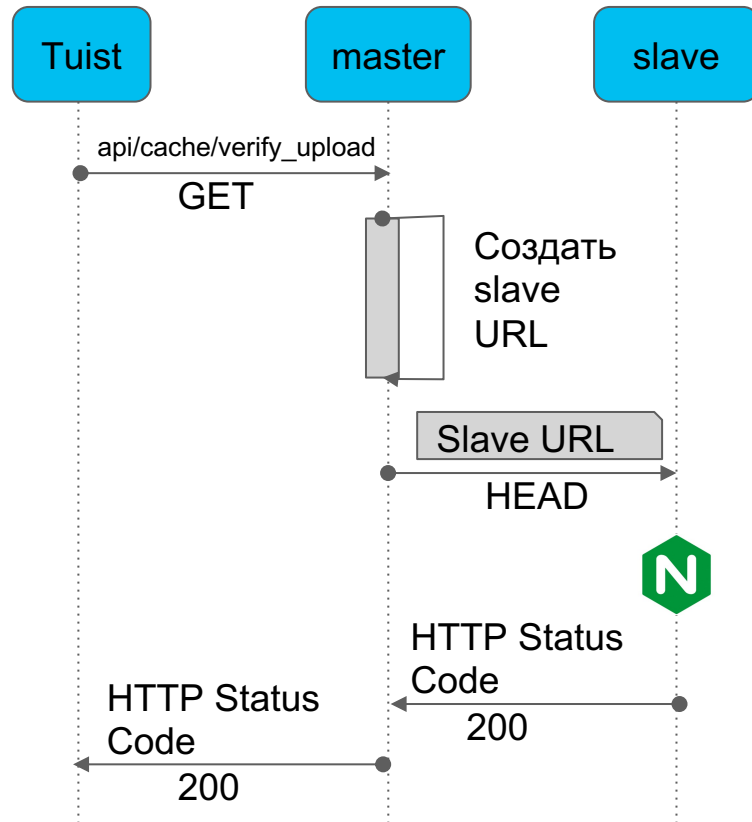 Tuist
master
slave
api/cache/verify_upload
GET
Создать
slave
URL
Slave URL
HEAD
HTTP Status
Code
200
HTTP Status
Code
200